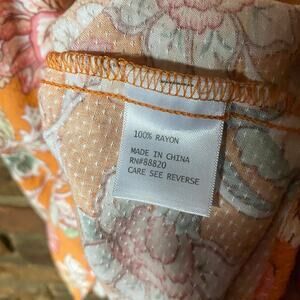 100% RAYON
MADE IN CHINA
RN#88820
CARE SEE REVERSE